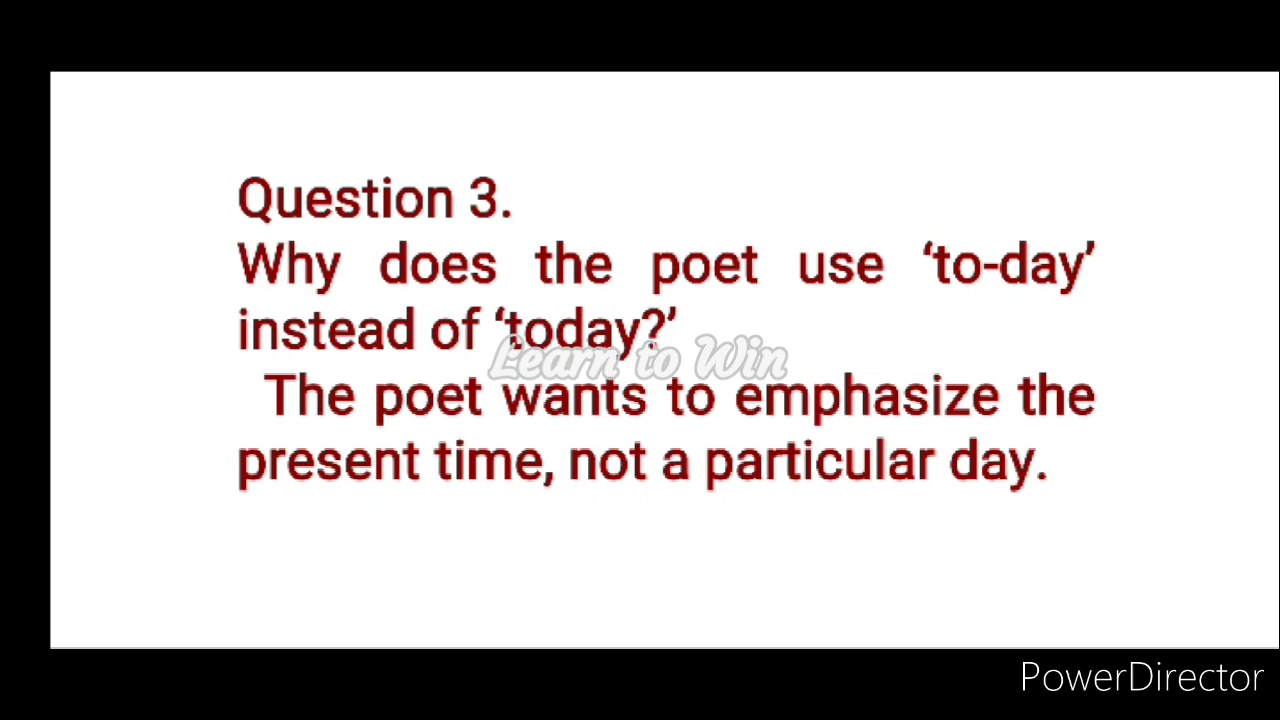 Question 3.
Why does the poet use ‘to-day’
instead of ‘today?’
Learn to Win
The poet wants to emphasize the
present time, not a particular day.
PowerDirector